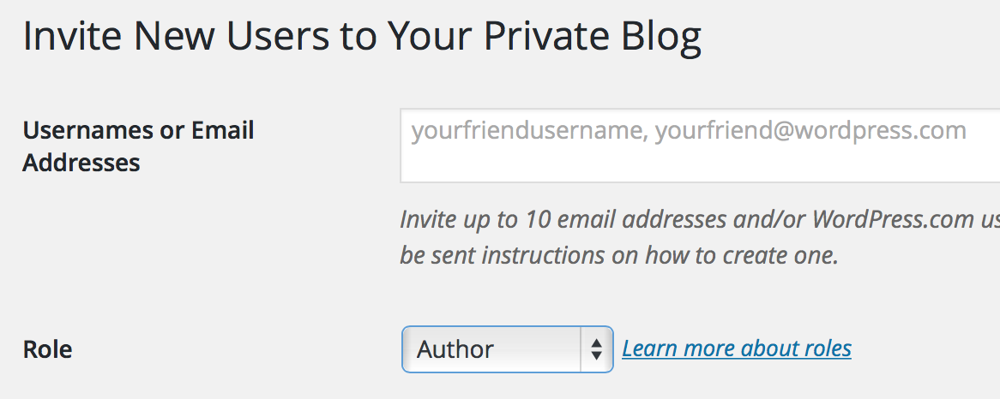 Invite New Users to Your Private Blog
Usernames or Email
Addresses
yourfriendusername, yourfriend@wordpress.com
Invite up to 10 email addresses and/or WordPress.com
be sent instructions on how to create one.
Role
Author
Learn more about roles